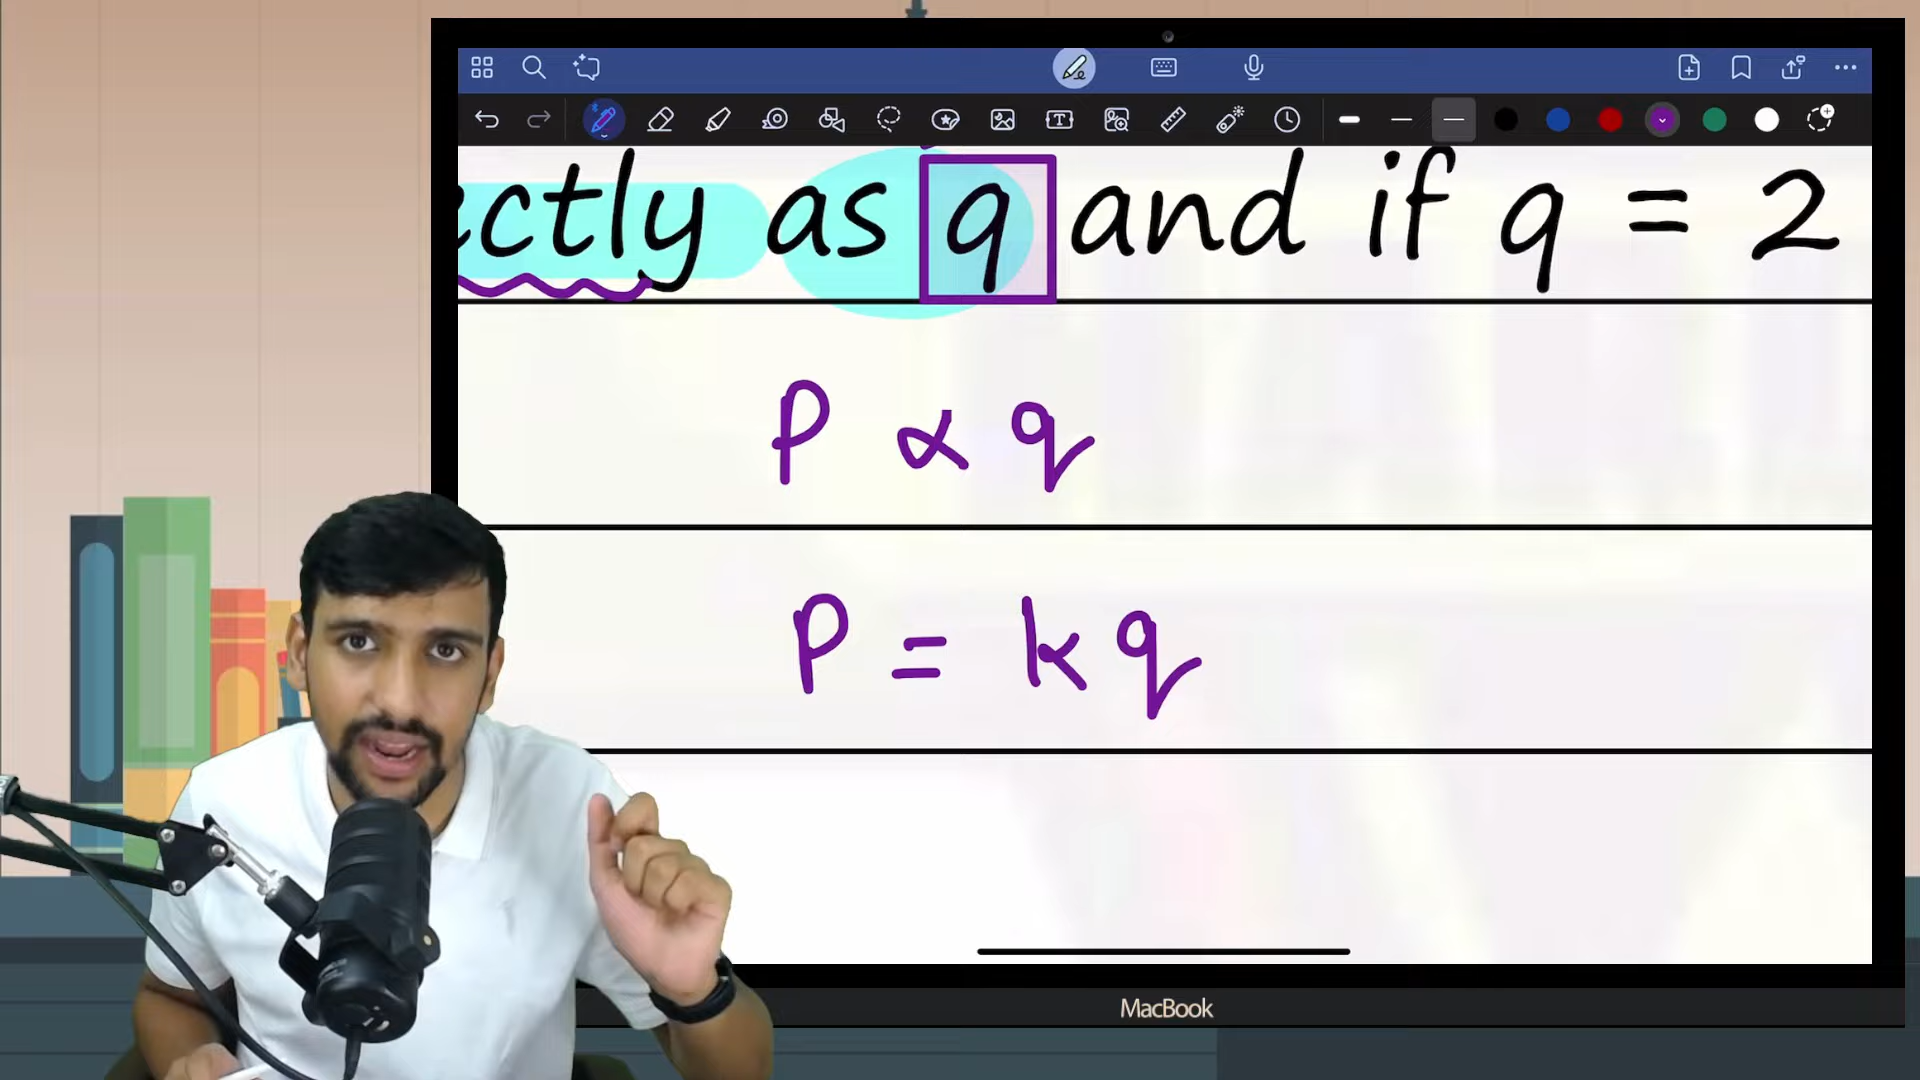 ctly as q and if q = 2
P ∝ q
P = kq
MacBook